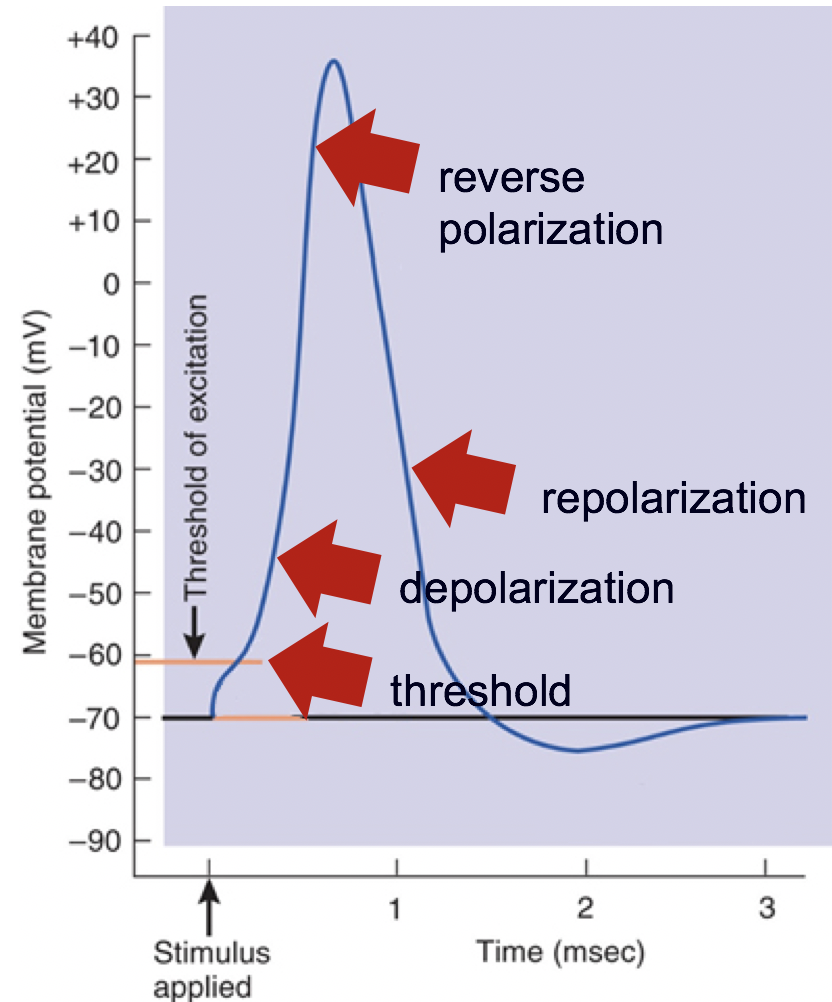 +40
+30
+20
+10
0
−10
−20
−30
−40
−50
−60
−70
−80
−90
Membrane potential (mV)
Threshold of excitation
reverse
polarization
repolarization
depolarization
threshold
1
2
3
Stimulus
applied
Time (msec)